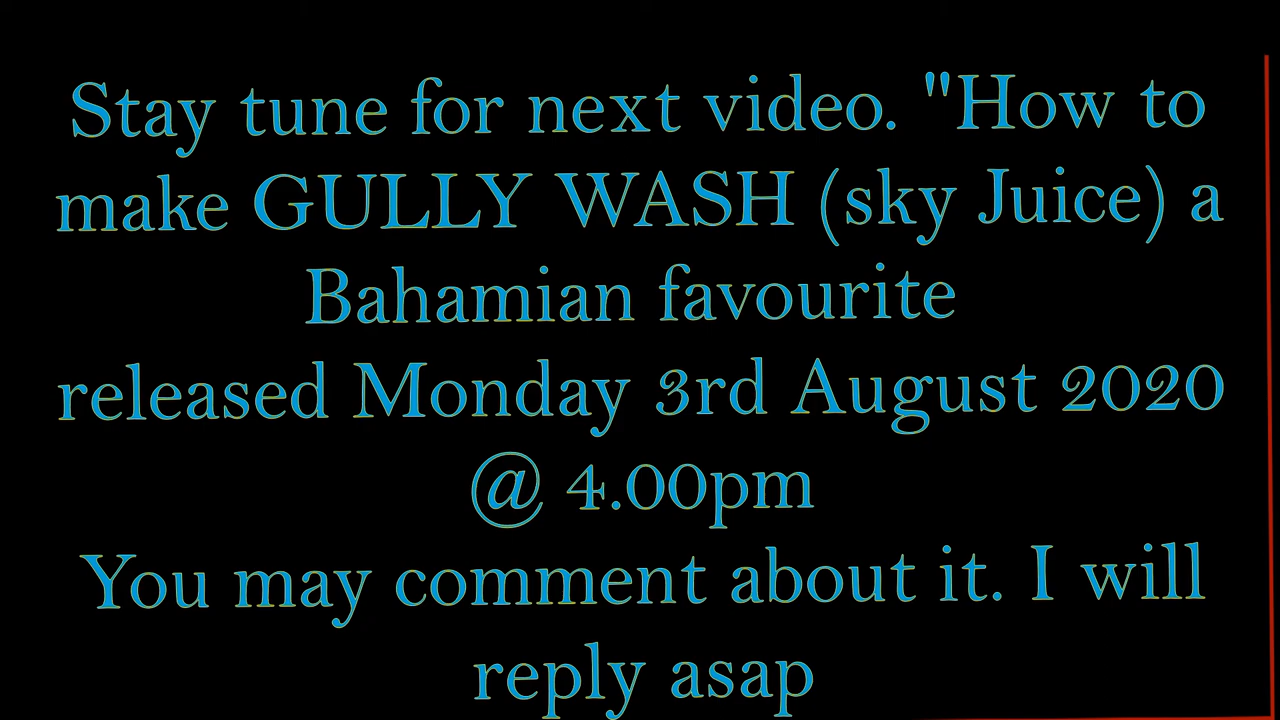 Stay tune for next video. "How to
make GULLY WASH (sky Juice) a
Bahamian favourite
released Monday 3rd August 2020
@ 4.00pm
You may comment about it. I will
reply asap